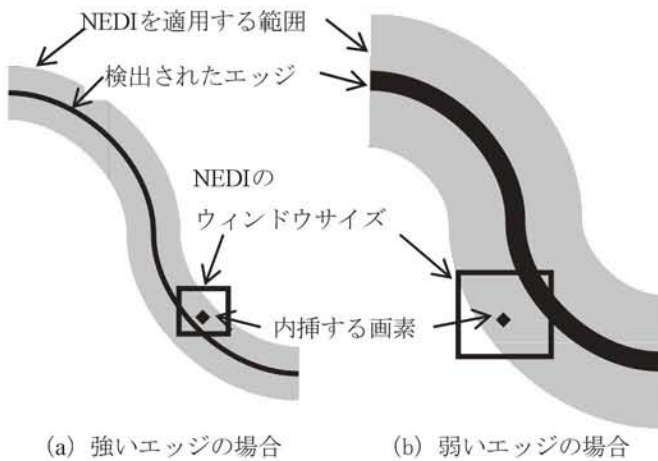 NEDIを適用する範囲
検出されたエッジ
NEDIの
ウィンドウサイズ
内挿する画素
(a) 強いエッジの場合
(b) 弱いエッジの場合